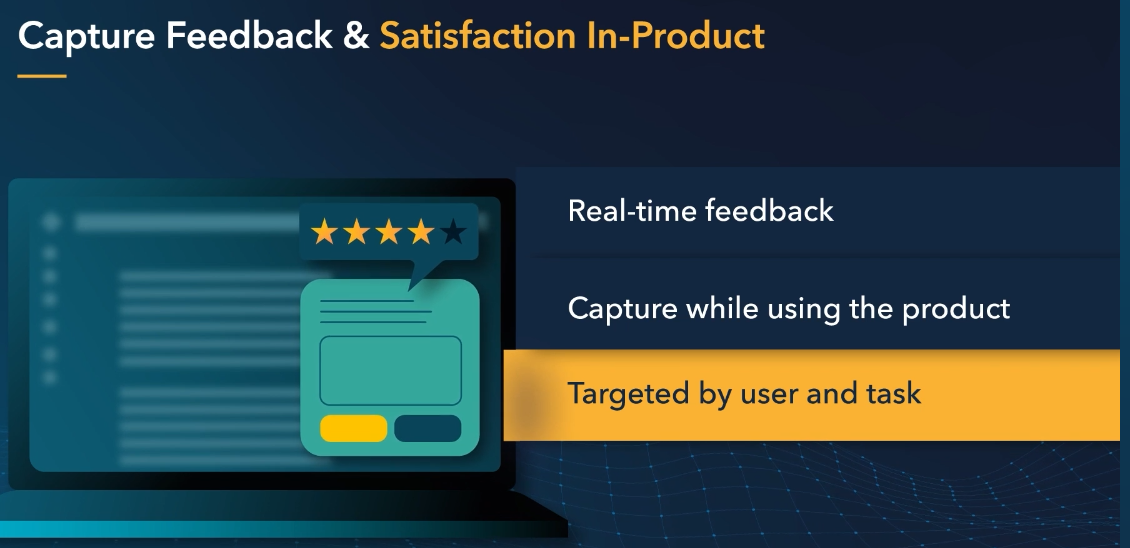 Capture Feedback & Satisfaction In-Product
Real-time feedback
Capture while using the product
Targeted by user and task